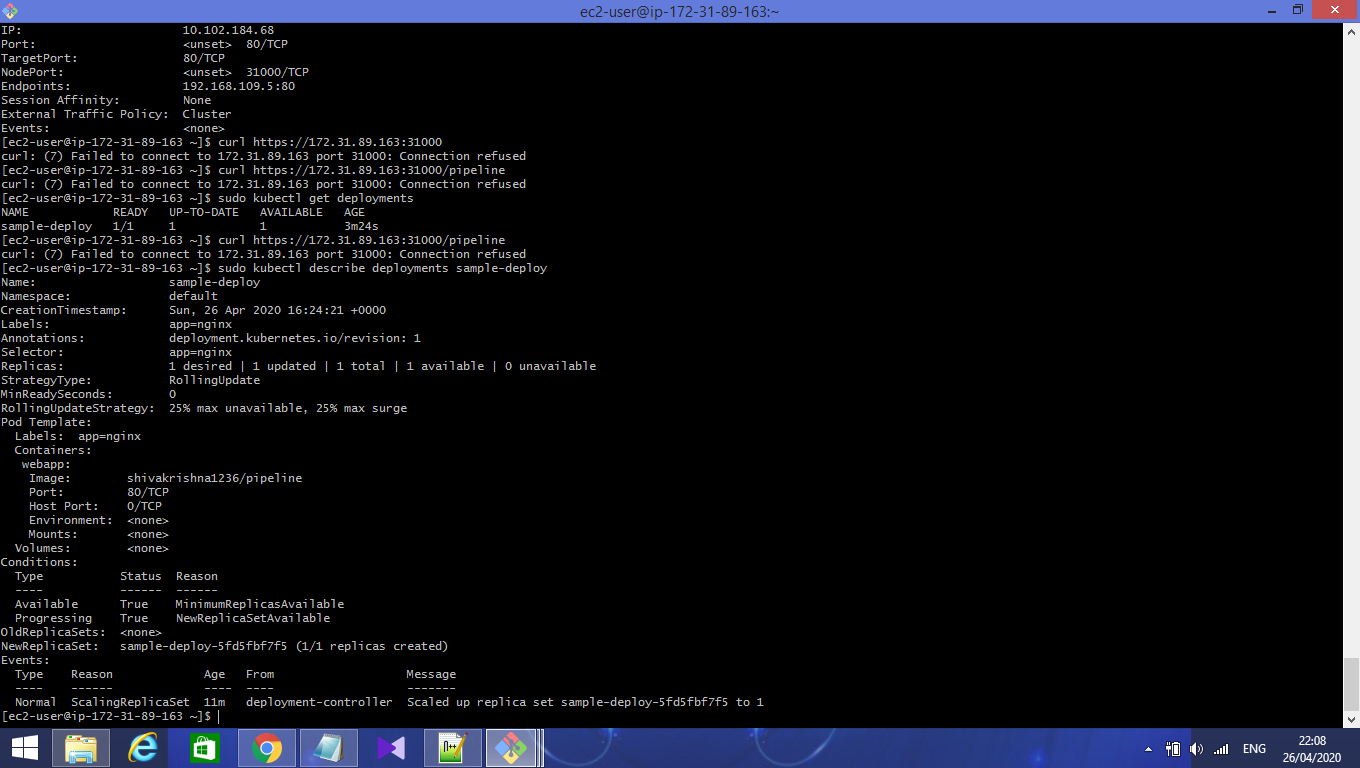 ec2-user@ip-172-31-89-163:~
IP:                       10.102.184.68
Port:                     <unset>  80/TCP
TargetPort:               80/TCP
NodePort:                 <unset>  31000/TCP
Endpoints:                192.168.109.5:80
Session Affinity:         None
External Traffic Policy:  Cluster
Events:                   <none>
[ec2-user@ip-172-31-89-163 ~]$ curl https://172.31.89.163:31000
curl: (7) Failed to connect to 172.31.89.163 port 31000: Connection refused
[ec2-user@ip-172-31-89-163 ~]$ curl https://172.31.89.163:31000/pipeline
curl: (7) Failed to connect to 172.31.89.163 port 31000: Connection refused
[ec2-user@ip-172-31-89-163 ~]$ sudo kubectl get deployments
NAME            READY   UP-TO-DATE   AVAILABLE   AGE
sample-deploy   1/1     1            1           3m24s
[ec2-user@ip-172-31-89-163 ~]$ curl https://172.31.89.163:31000/pipeline
curl: (7) Failed to connect to 172.31.89.163 port 31000: Connection refused
[ec2-user@ip-172-31-89-163 ~]$ sudo kubectl describe deployments sample-deploy
Name:                   sample-deploy
Namespace:              default
CreationTimestamp:      Sun, 26 Apr 2020 16:24:21 +0000
Labels:                 app=nginx
Annotations:            deployment.kubernetes.io/revision: 1
Selector:               app=nginx
Replicas:               1 desired | 1 updated | 1 total | 1 available | 0 unavailable
StrategyType:           RollingUpdate
MinReadySeconds:        0
RollingUpdateStrategy:  25% max unavailable, 25% max surge
Pod Template:
  Labels:  app=nginx
  Containers:
   webapp:
    Image:        shivakrishna1236/pipeline
    Port:         80/TCP
    Host Port:    0/TCP
    Environment:  <none>
    Mounts:       <none>
  Volumes:        <none>
Conditions:
  Type           Status  Reason
  ----           ------  ------
  Available      True    MinimumReplicasAvailable
  Progressing    True    NewReplicaSetAvailable
OldReplicaSets:  <none>
NewReplicaSet:   sample-deploy-5fd5fbf7f5 (1/1 replicas created)
Events:
  Type    Reason             Age   From                   Message
  ----    ------             ----  ----                   -------
  Normal  ScalingReplicaSet  11m   deployment-controller  Scaled up replica set sample-deploy-5fd5fbf7f5 to 1
[ec2-user@ip-172-31-89-163 ~]$
ENG
22:08
26/04/2020